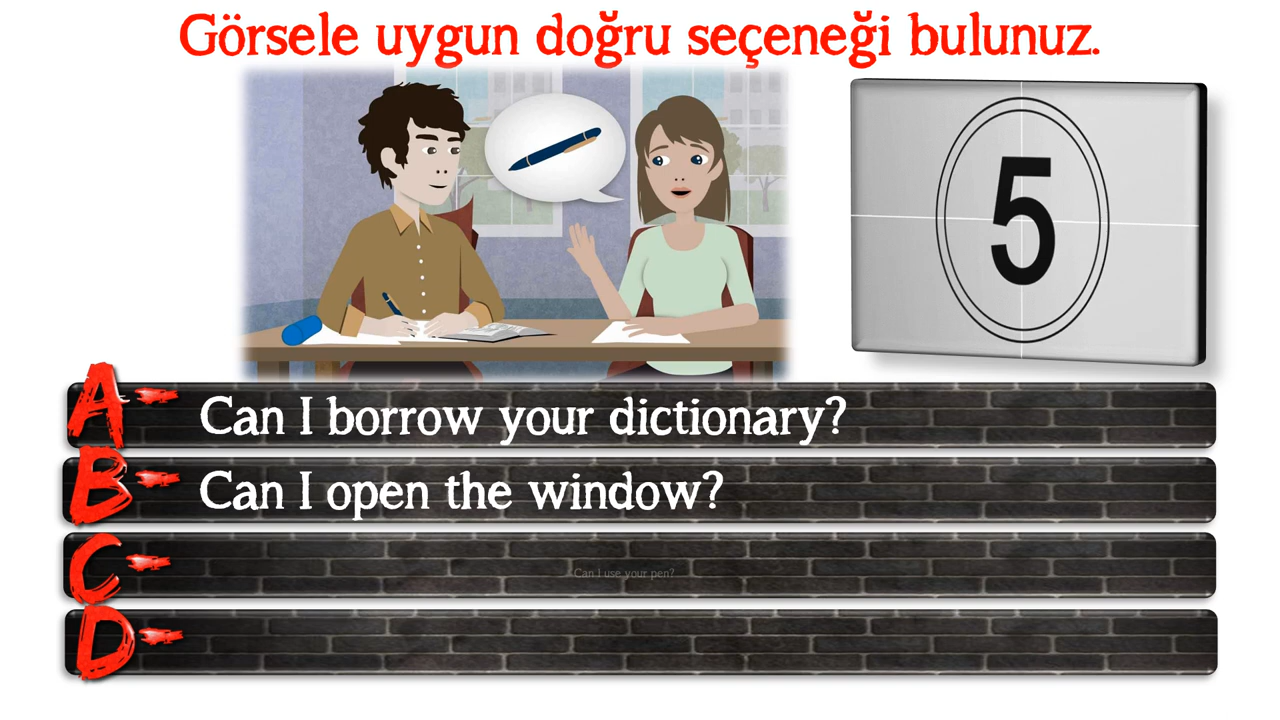 Görsele uygun doğru seçeneği bulunuz.
5
A- Can I borrow your dictionary?
B- Can I open the window?
C- Can I use your pen?
D-